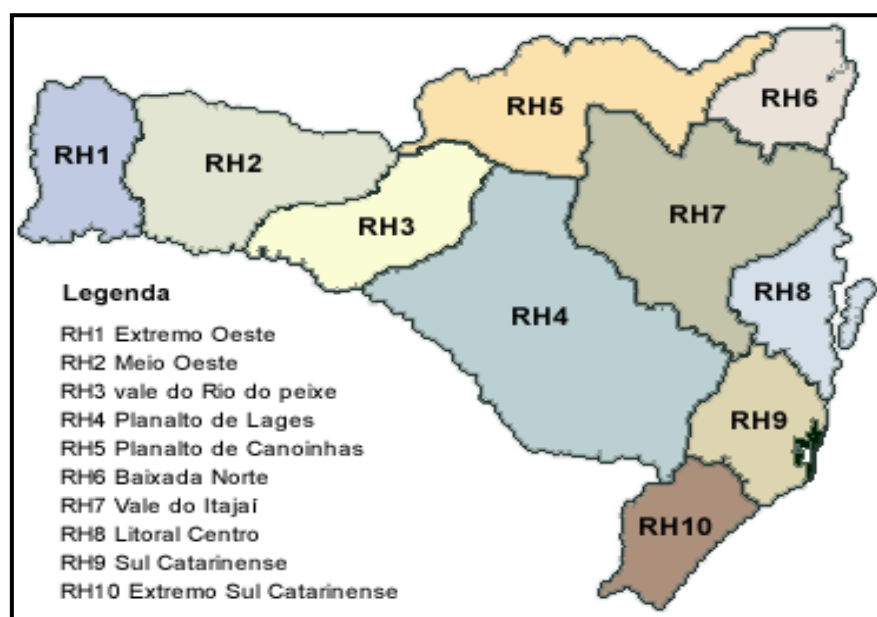 RH5
RH6
RH1
RH2
RH3
RH7
RH8
RH4
RH9
RH10
Legenda
RH1 Extremo Oeste
RH2 Meio Oeste
RH3 vale do Rio do peixe
RH4 Planalto de Lages
RH5 Planalto de Canoinhas
RH6 Baixada Norte
RH7 Vale do Itajaí
RH8 Litoral Centro
RH9 Sul Catarinense
RH10 Extremo Sul Catarinense